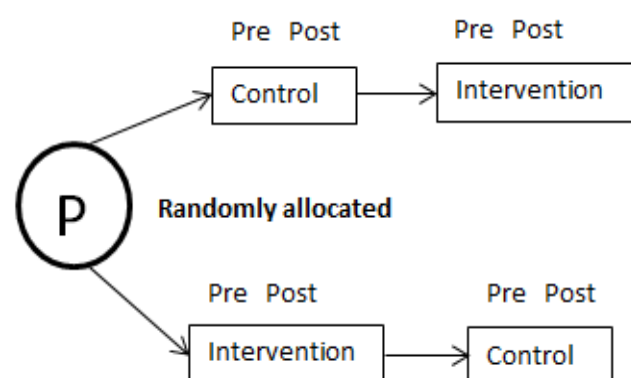 Pre Post Pre Post
Control Intervention
P Randomly allocated
Pre Post Pre Post
Intervention Control